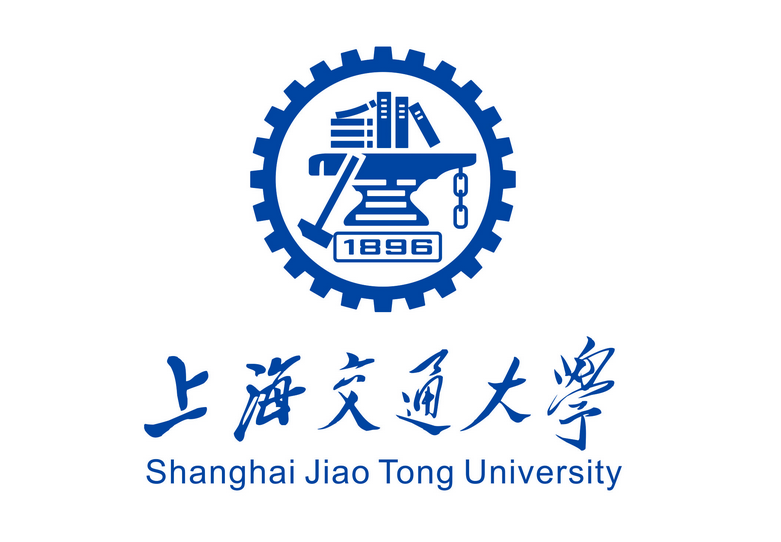 1896
上海交通大學
Shanghai Jiao Tong University